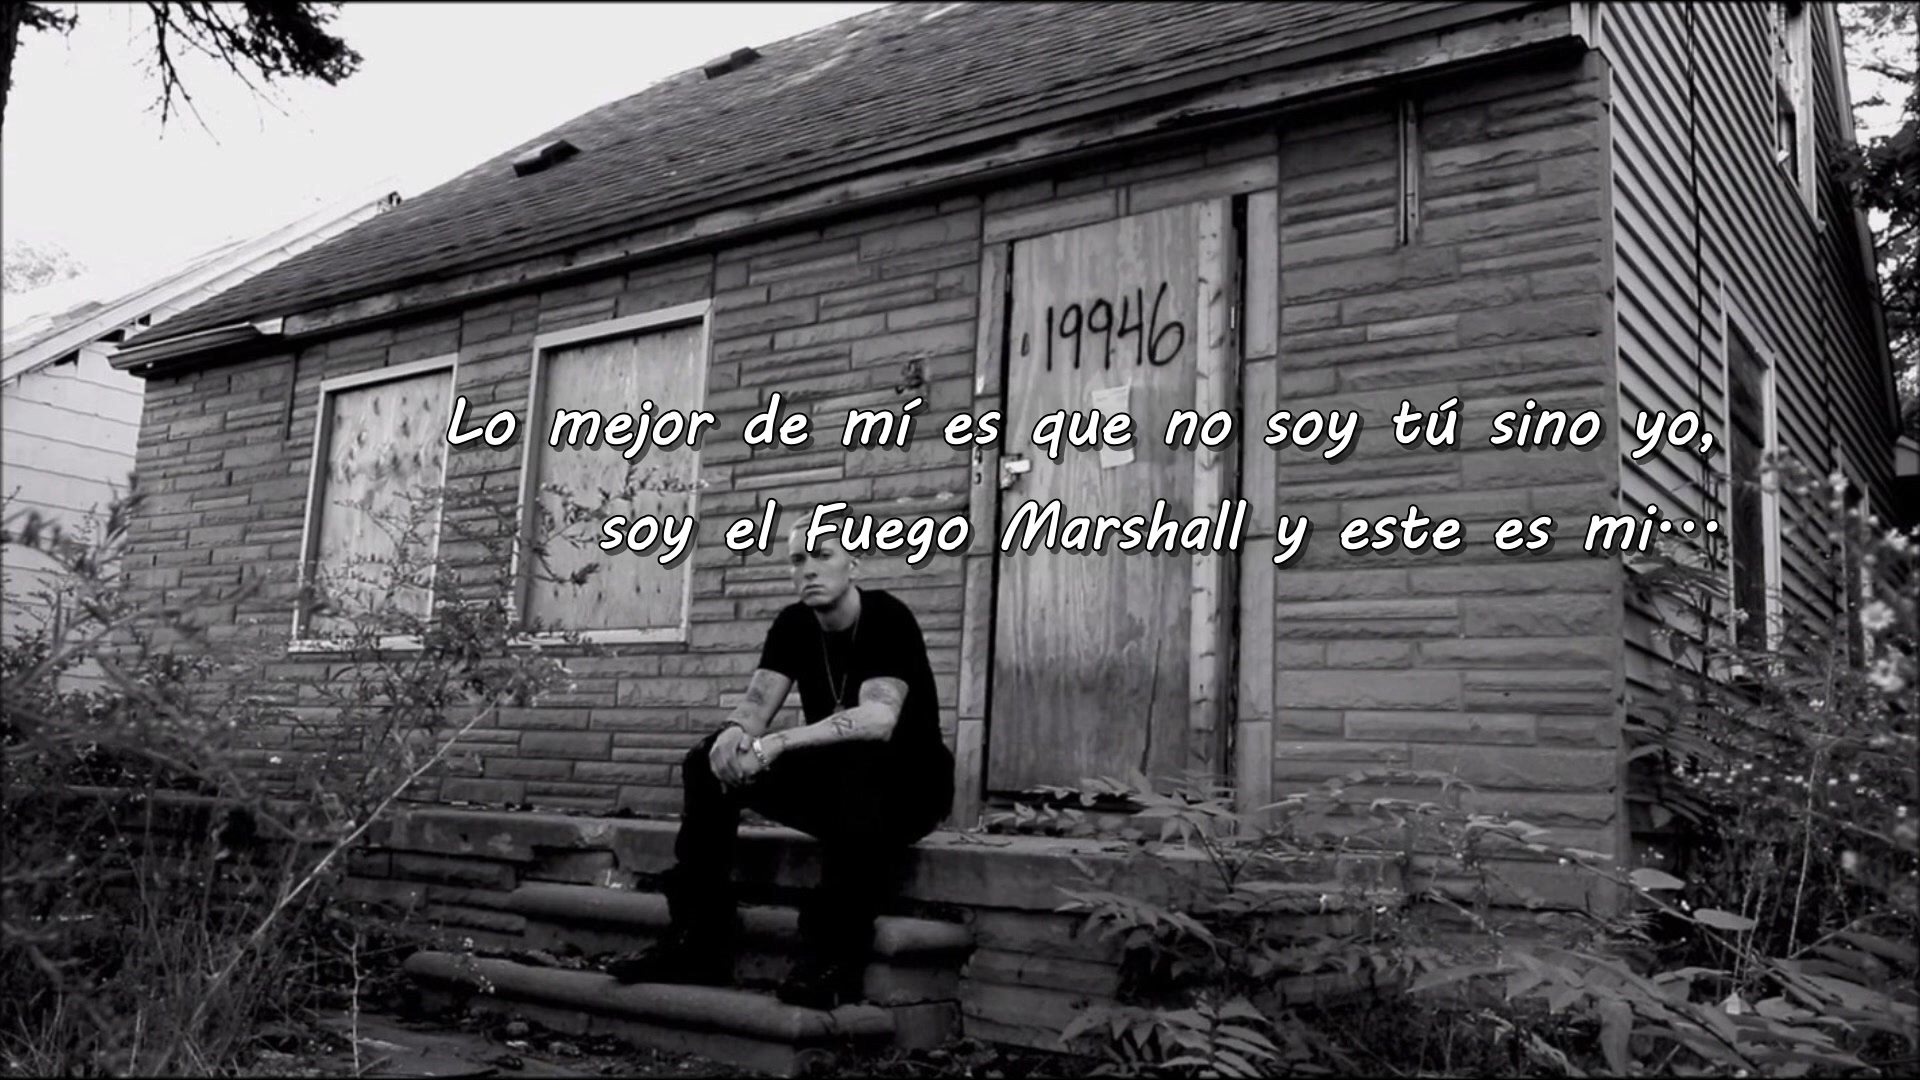 19946
Lo mejor de mí es que no soy tú sino yo,
soy el Fuego Marshall y este es mi...